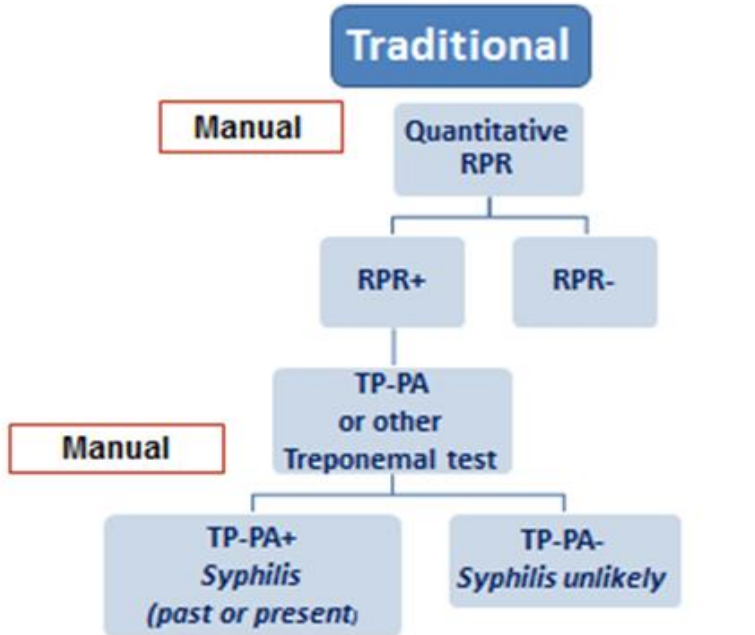 Traditional
Manual
Quantitative
RPR
RPR+
RPR-
TP-PA
or other
Treponemal test
Manual
TP-PA+
Syphilis
(past or present)
TP-PA-
Syphilis unlikely